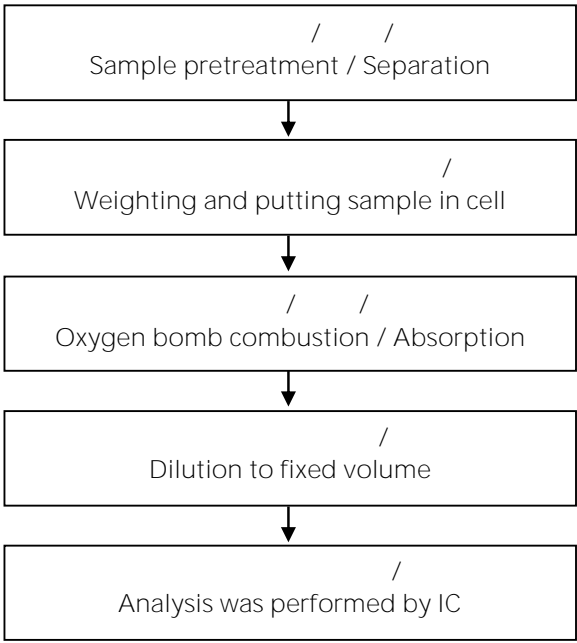 / /
Sample pretreatment / Separation
/
Weighting and putting sample in cell
/ /
Oxygen bomb combustion / Absorption
/
Dilution to fixed volume
/
Analysis was performed by IC